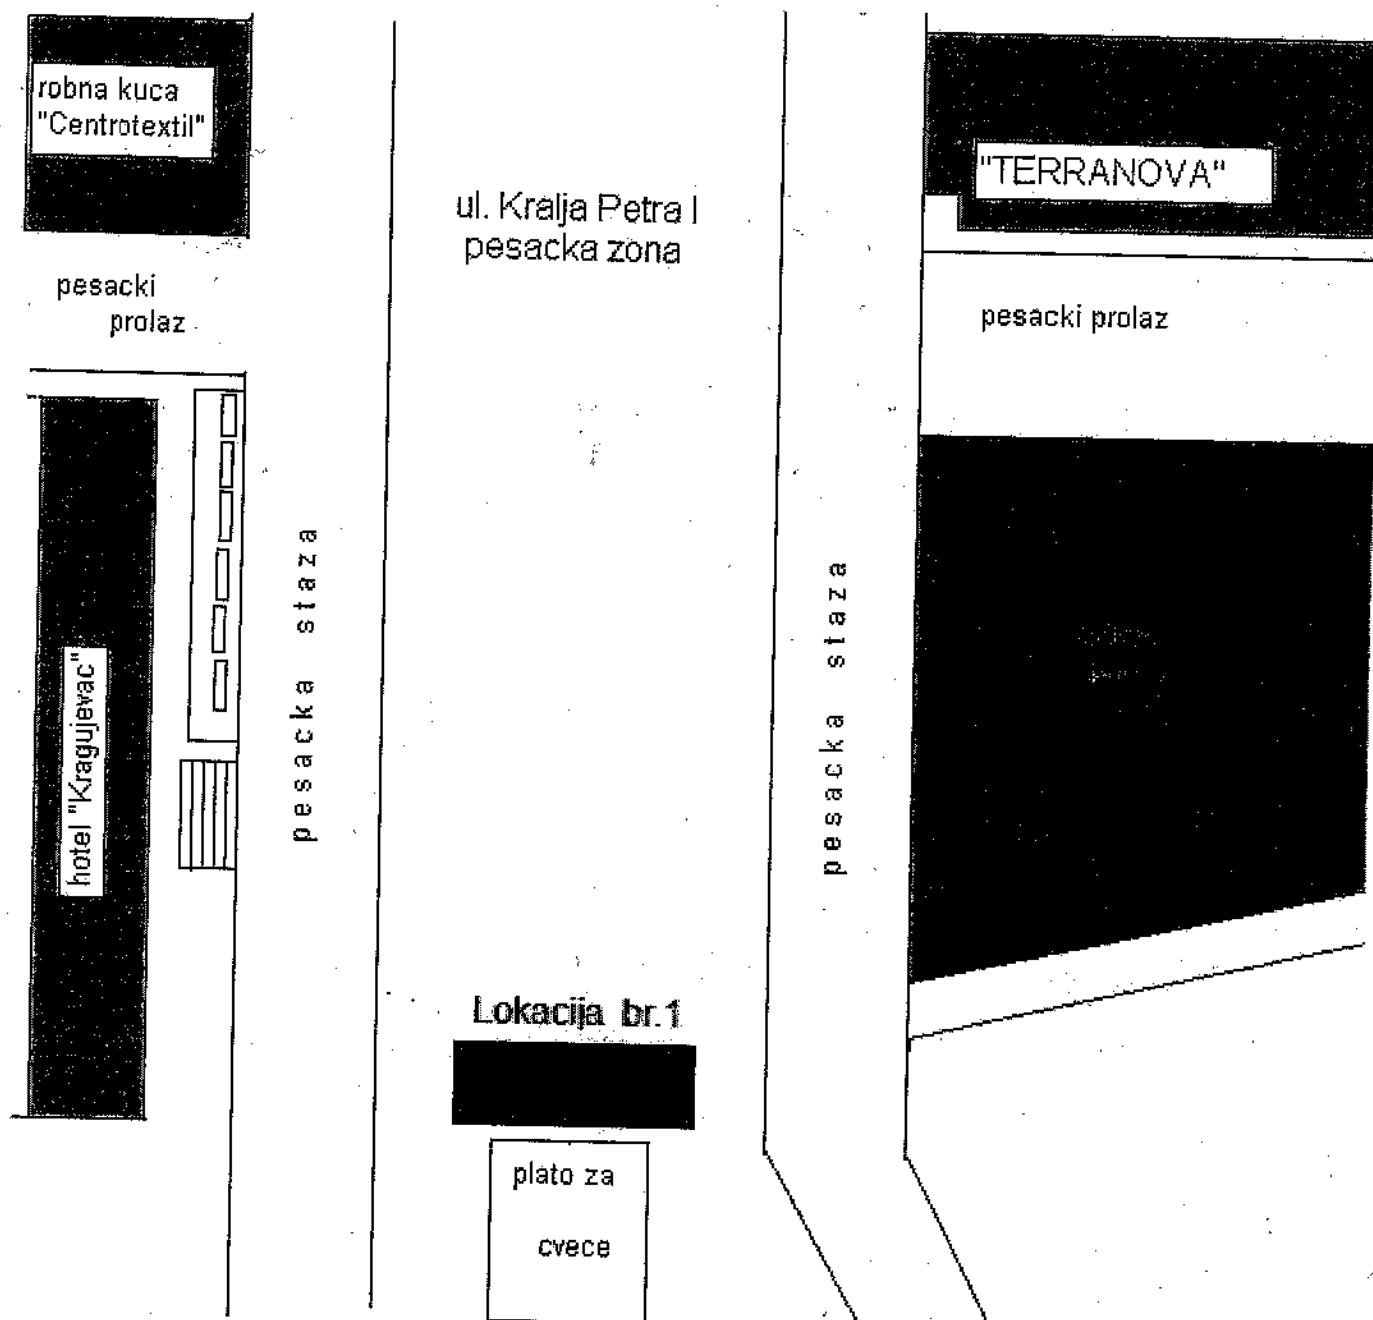 robna kuca
"Centrotextil"
"TERRANOVA"
ul. Kralja Petra I
pesacka zona
pesacki
prolaz
pesacki prolaz
pesacka staza
pesacka staza
hotel "Kragujevac"
Lokacija br.1
plato za
cvece